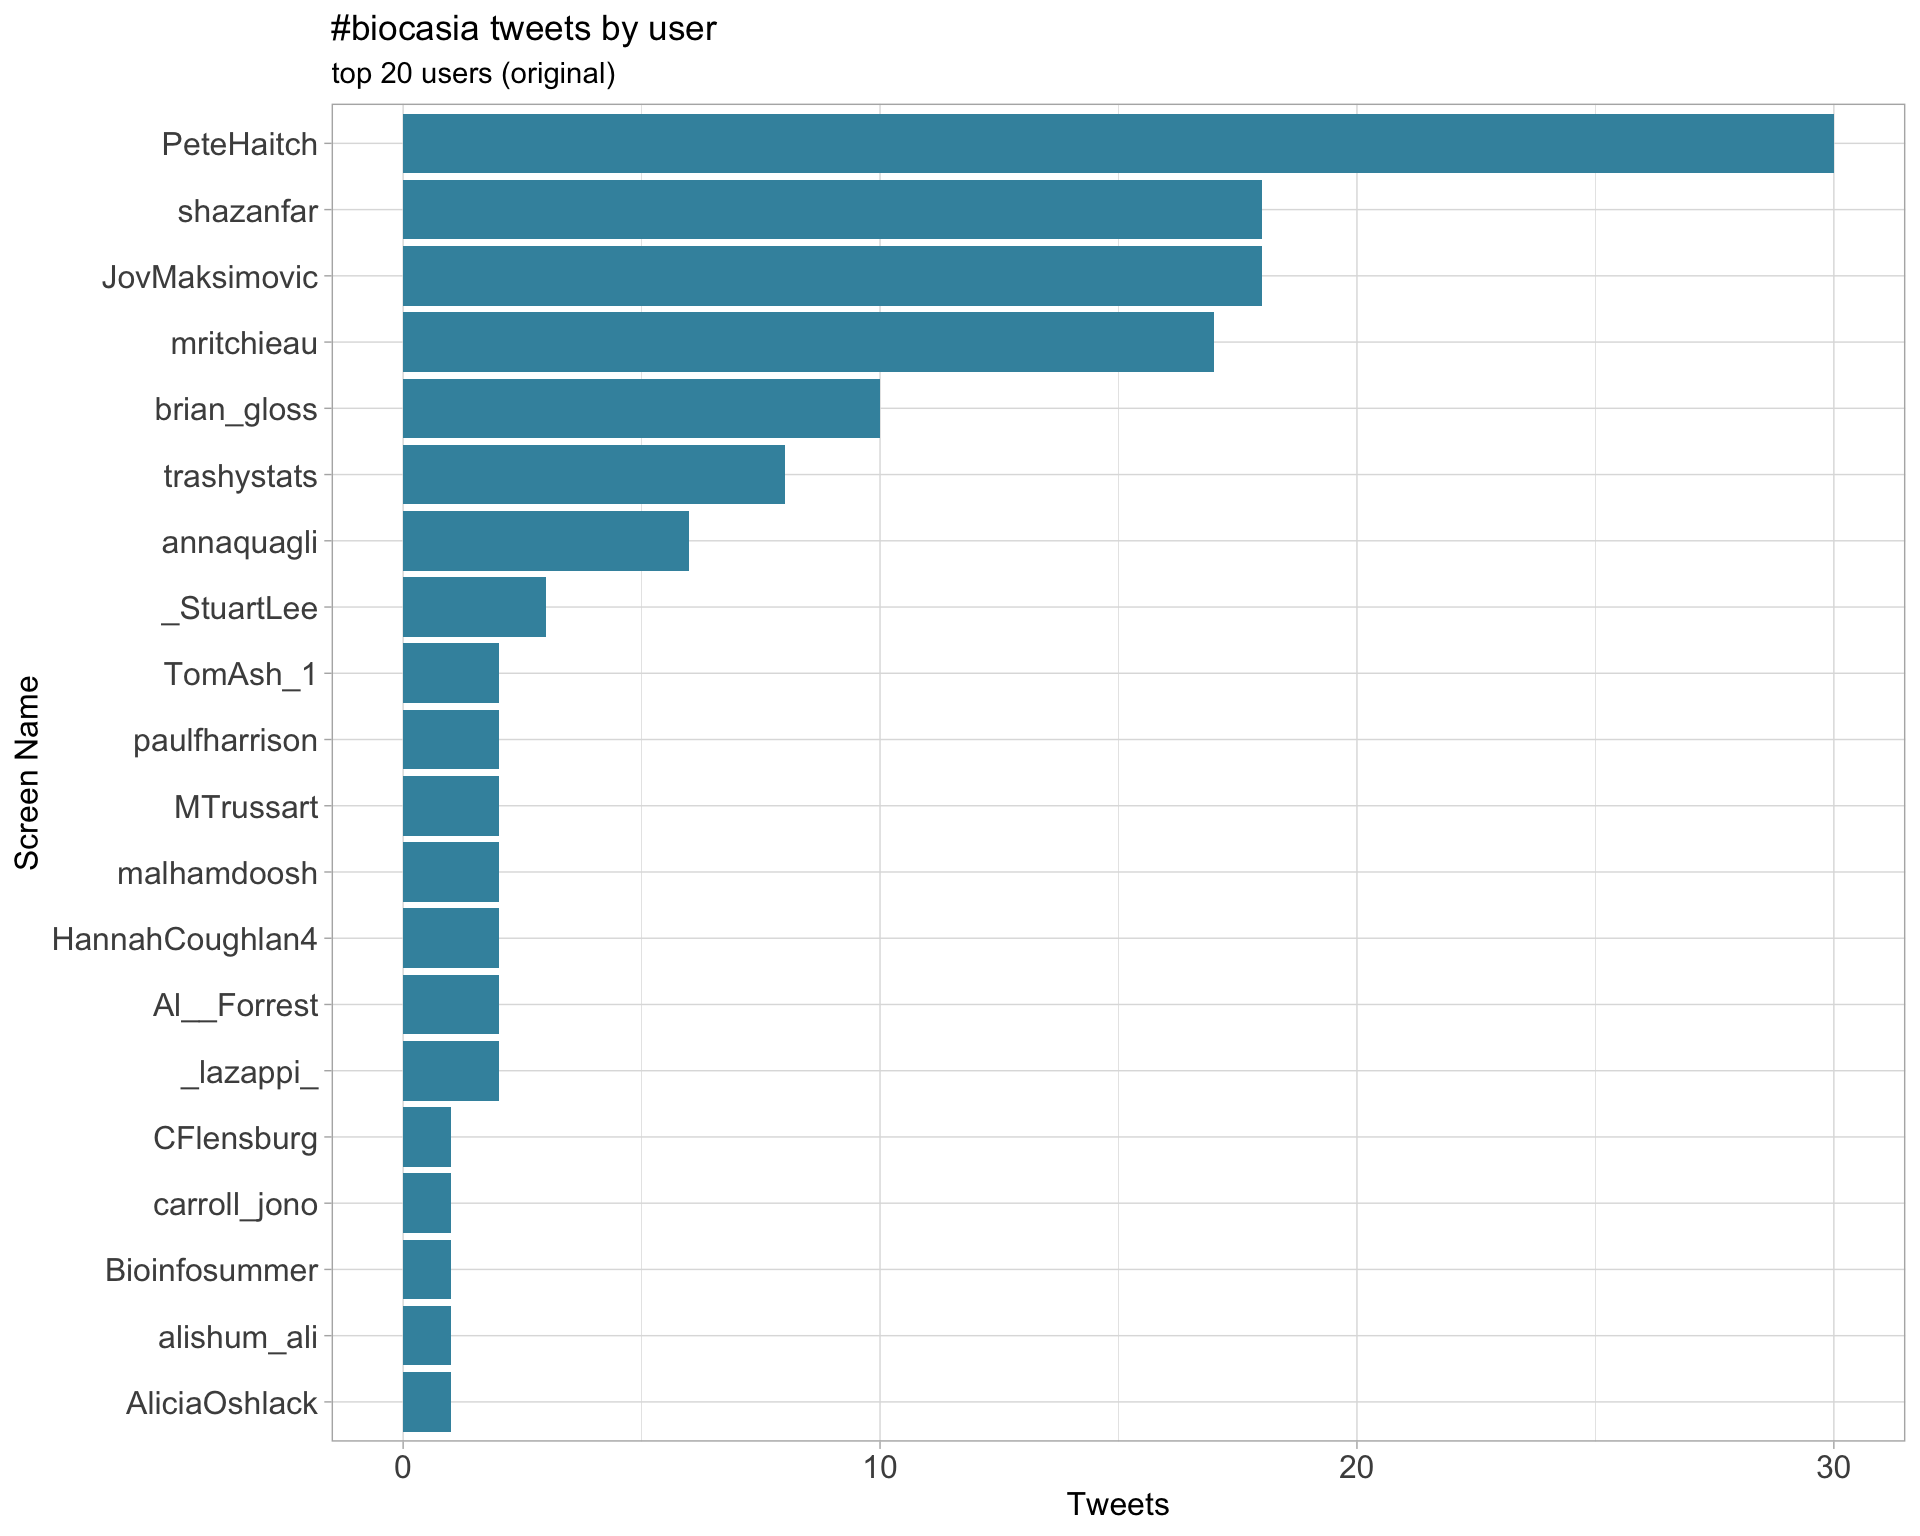 #biocasia tweets by user
top 20 users (original)
PeteHaitch
shazanfar
JovMaksimovic
mritchieau
brian_gloss
trashystats
annaquagli
_StuartLee
TomAsh_1
paulfharrison
MTrussart
malhamdoosh
HannahCoughlan4
Al__Forrest
_lazappi_
CFlensburg
carroll_jono
Bioinfosummer
alishum_ali
AliciaOshlack
Screen Name
0 10 20 30
Tweets